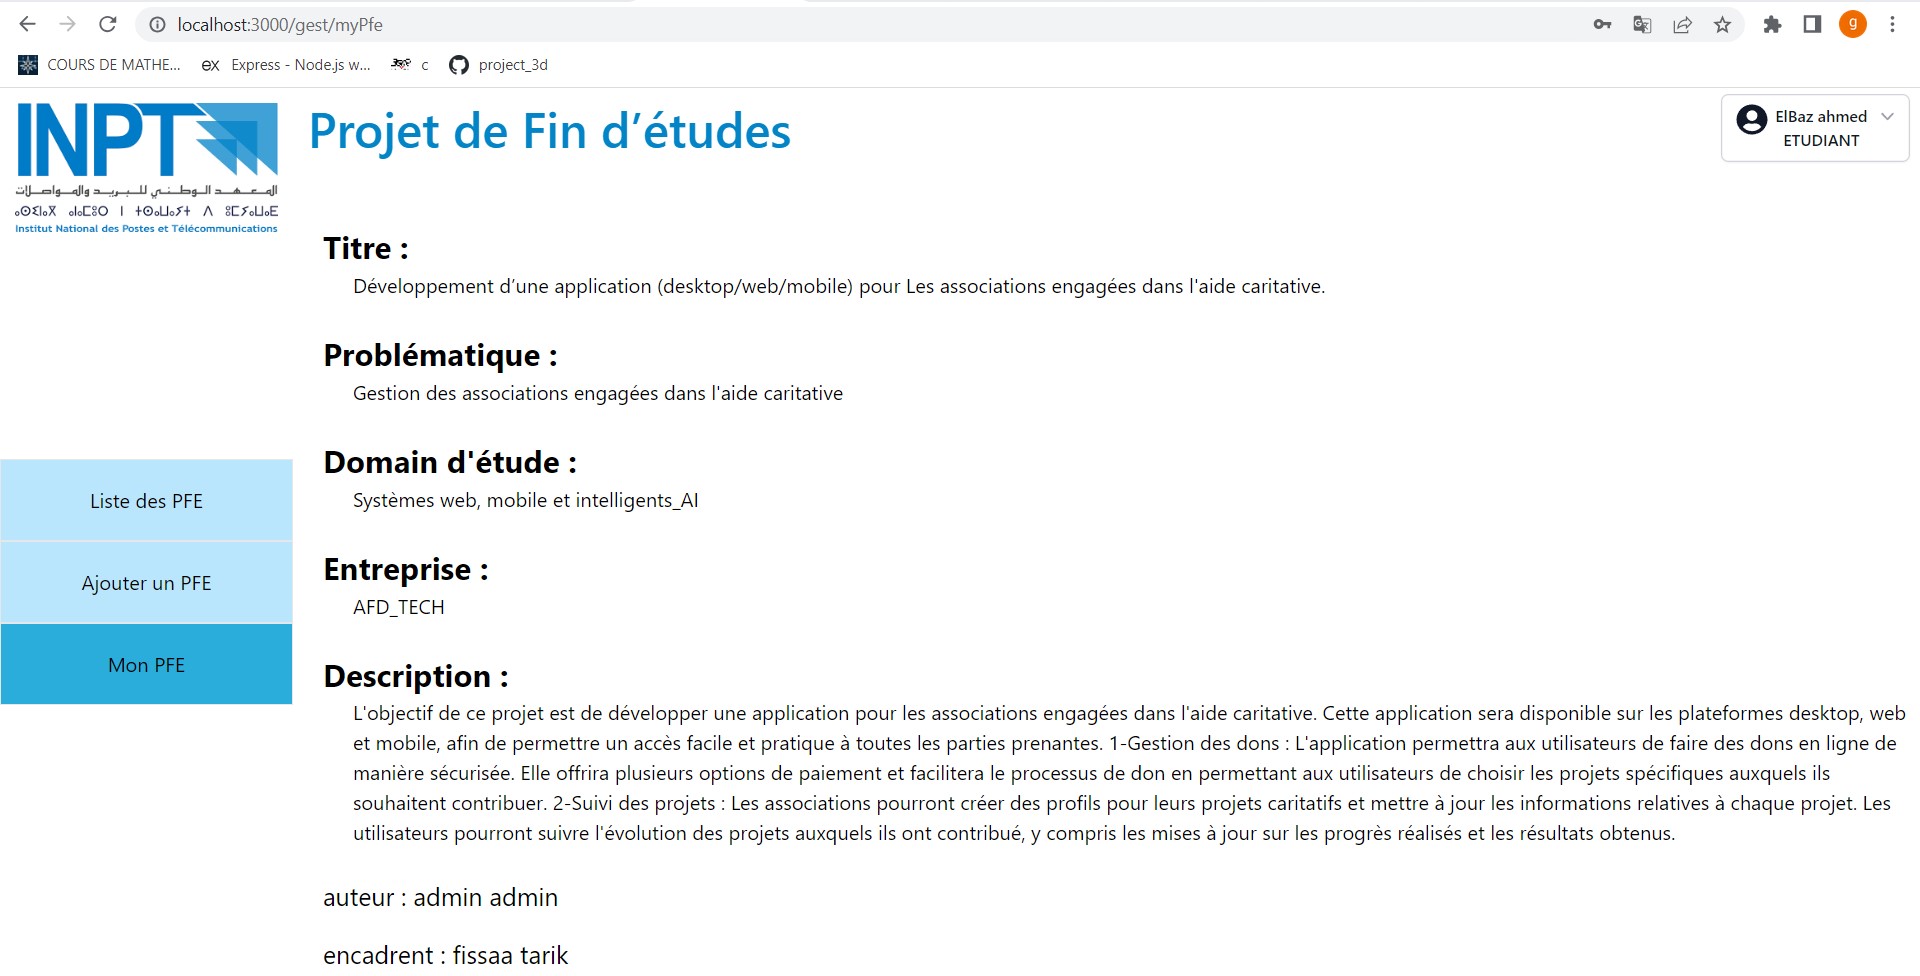 localhost:3000/gest/myPfe
g
COURS DE MATHE...
ex Express - Node.js w...
c
project_3d
INPT
المعهد الوطني للبريد والمواصلات
Institut National des Postes et Télécommunications
Projet de Fin d’études
ElBaz ahmed
ETUDIANT
Liste des PFE
Ajouter un PFE
Mon PFE
Titre :
Développement d’une application (desktop/web/mobile) pour Les associations engagées dans l'aide caritative.
Problématique :
Gestion des associations engagées dans l'aide caritative
Domain d'étude :
Systèmes web, mobile et intelligents_AI
Entreprise :
AFD_TECH
Description :
L'objectif de ce projet est de développer une application pour les associations engagées dans l'aide caritative. Cette application sera disponible sur les plateformes desktop, web
et mobile, afin de permettre un accès facile et pratique à toutes les parties prenantes. 1-Gestion des dons : L'application permettra aux utilisateurs de faire des dons en ligne de
manière sécurisée. Elle offrira plusieurs options de paiement et facilitera le processus de don en permettant aux utilisateurs de choisir les projets spécifiques auxquels ils
souhaitent contribuer. 2-Suivi des projets : Les associations pourront créer des profils pour leurs projets caritatifs et mettre à jour les informations relatives à chaque projet. Les
utilisateurs pourront suivre l'évolution des projets auxquels ils ont contribué, y compris les mises à jour sur les progrès réalisés et les résultats obtenus.
auteur : admin admin
encadrent : fissaa tarik